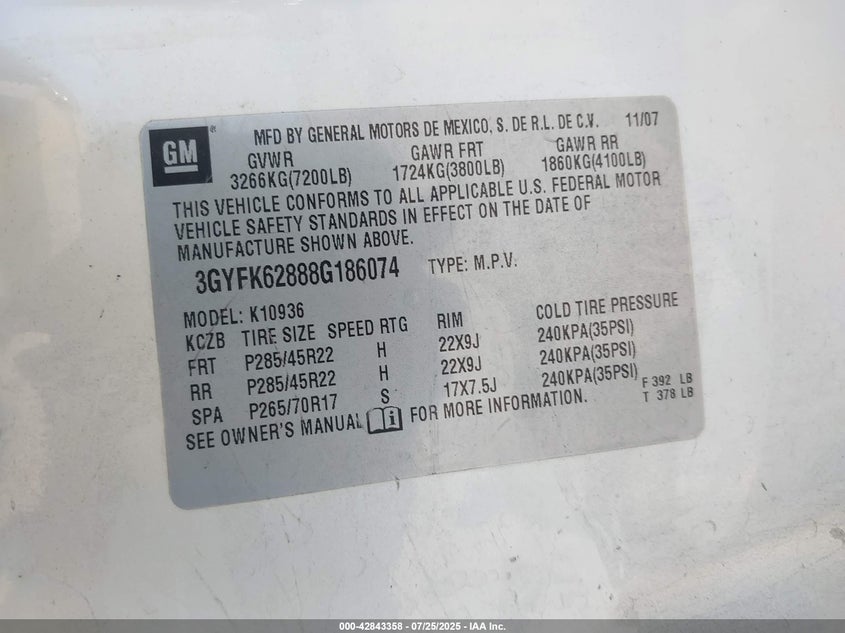 GM ®
MFD BY GENERAL MOTORS DE MEXICO, S. DE R.L. DE C.V. 11/07
GVWR GAWR FRT GAWR RR
3266KG(7200LB) 1724KG(3800LB) 1860KG(4100LB)
THIS VEHICLE CONFORMS TO ALL APPLICABLE U.S. FEDERAL MOTOR
VEHICLE SAFETY STANDARDS IN EFFECT ON THE DATE OF
MANUFACTURE SHOWN ABOVE.
3GYFK62888G186074 TYPE: M.P.V.
MODEL: K10936
KCZB TIRE SIZE SPEED RTG RIM COLD TIRE PRESSURE
FRT P285/45R22 H 22X9J 240KPA(35PSI)
RR P285/45R22 H 22X9J 240KPA(35PSI)
SPA P265/70R17 S 17X7.5J 240KPA(35PSI)
F 392 LB
T 378 LB
SEE OWNER'S MANUAL FOR MORE INFORMATION.
000-42843358 - 07/25/2025 - IAA Inc.